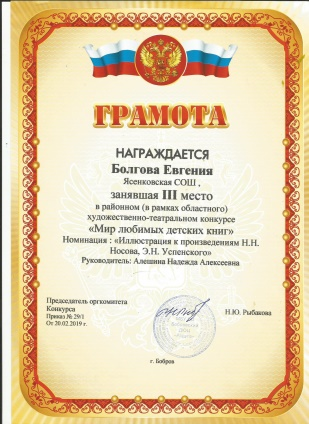 ГРАМОТА
НАГРАЖДАЕТСЯ
Болгова Евгения
Ясенковская СОШ ,
занявшая III место
в районном (в рамках областного)
художественно-театральном конкурсе
«Мир любимых детских книг»
Номинация : «Иллюстрация к произведениям Н.Н.
Носова, Э.Н. Успенского»
Руководитель: Алешина Надежда Алексеевна
Председатель оргкомитета
Конкурса
Приказ № 29/1
От 20.02.2019 г.
Н.Ю. Рыбакова
г. Бобров